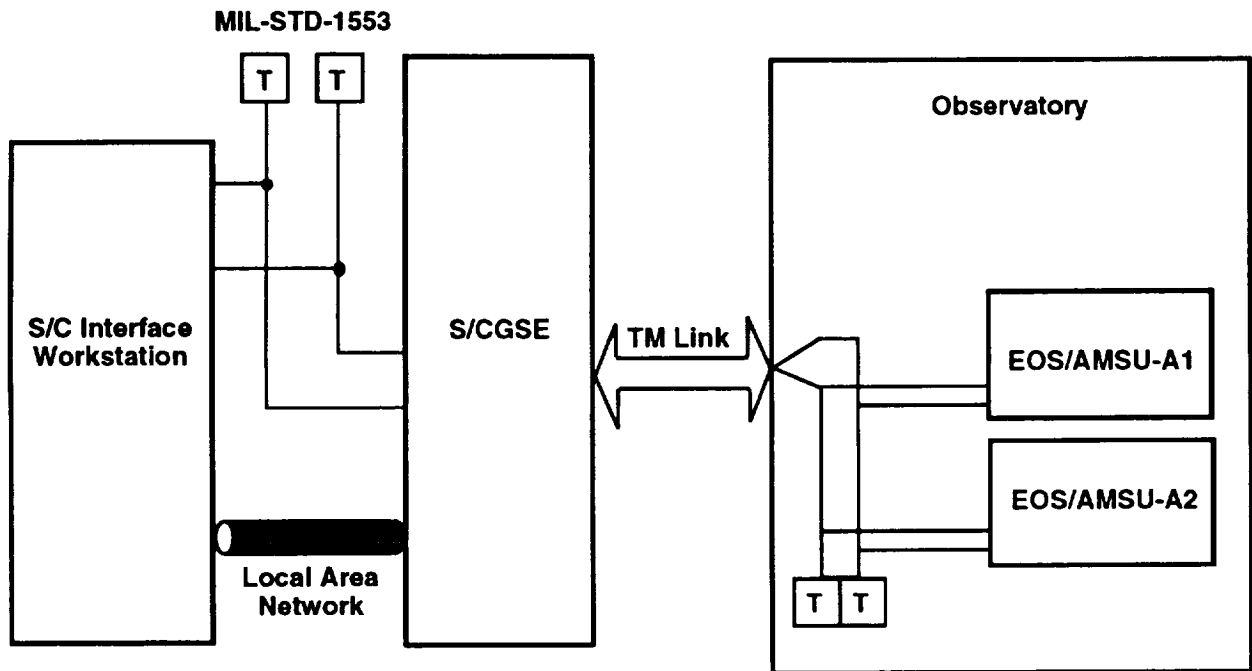 MIL-STD-1553
T
T
Observatory
S/C Interface
Workstation
S/CGSE
TM Link
EOS/AMSU-A1
EOS/AMSU-A2
Local Area
Network
T
T